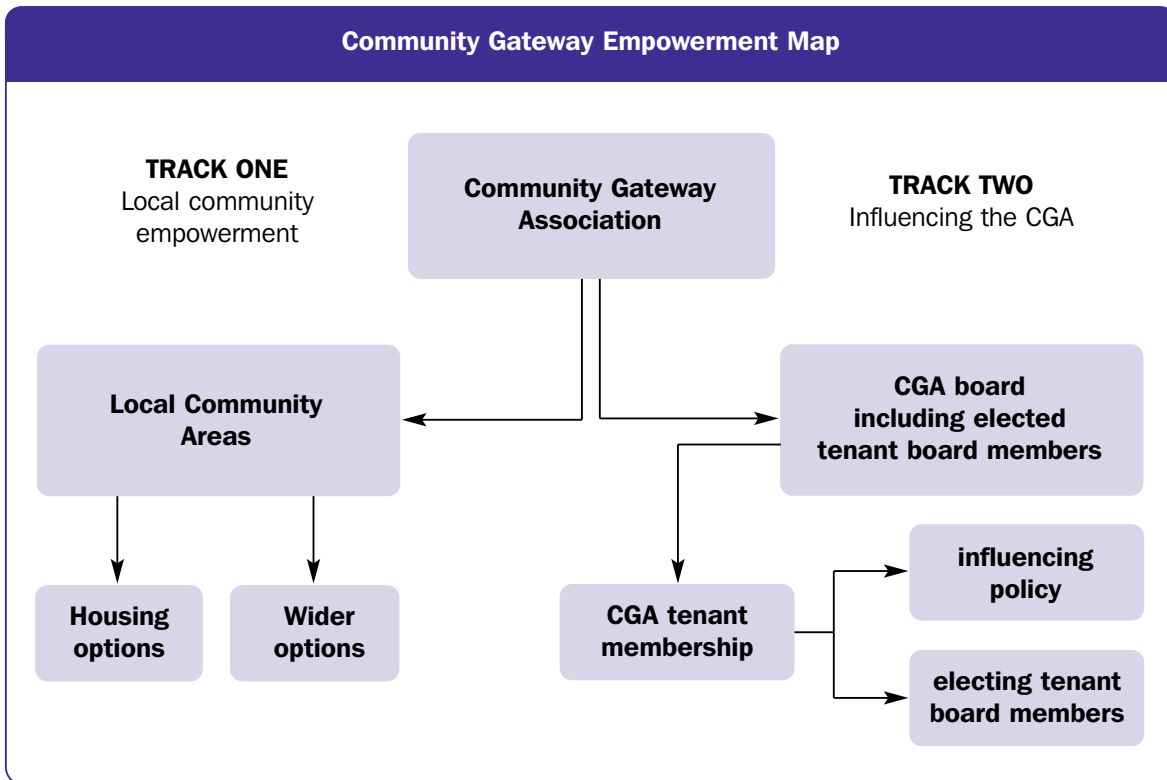 Community Gateway Empowerment Map
TRACK ONE
Local community
empowerment
Community Gateway
Association
TRACK TWO
Influencing the CGA
Local Community
Areas
CGA board
including elected
tenant board members
Housing
options
Wider
options
CGA tenant
membership
influencing
policy
electing tenant
board members